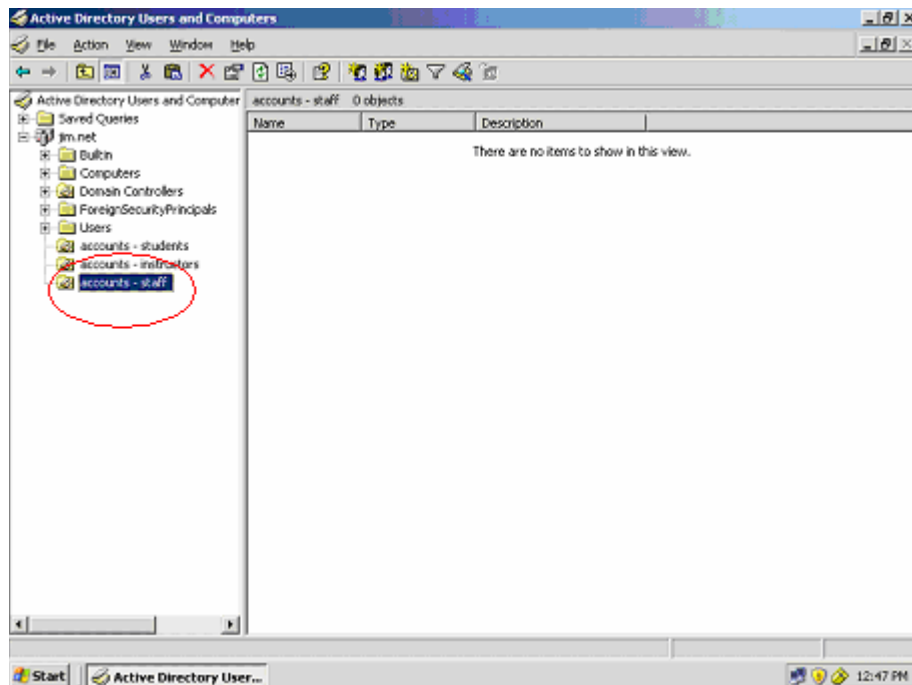 Active Directory Users and Computers
File Action View Window Help
Active Directory Users and Computer
accounts - staff 0 objects
Saved Queries
Name Type Description
jim.net
There are no items to show in this view.
Builtin
Computers
Domain Controllers
ForeignSecurityPrincipals
Users
accounts - students
accounts - instructors
accounts - staff
Start Active Directory User... 12:47 PM